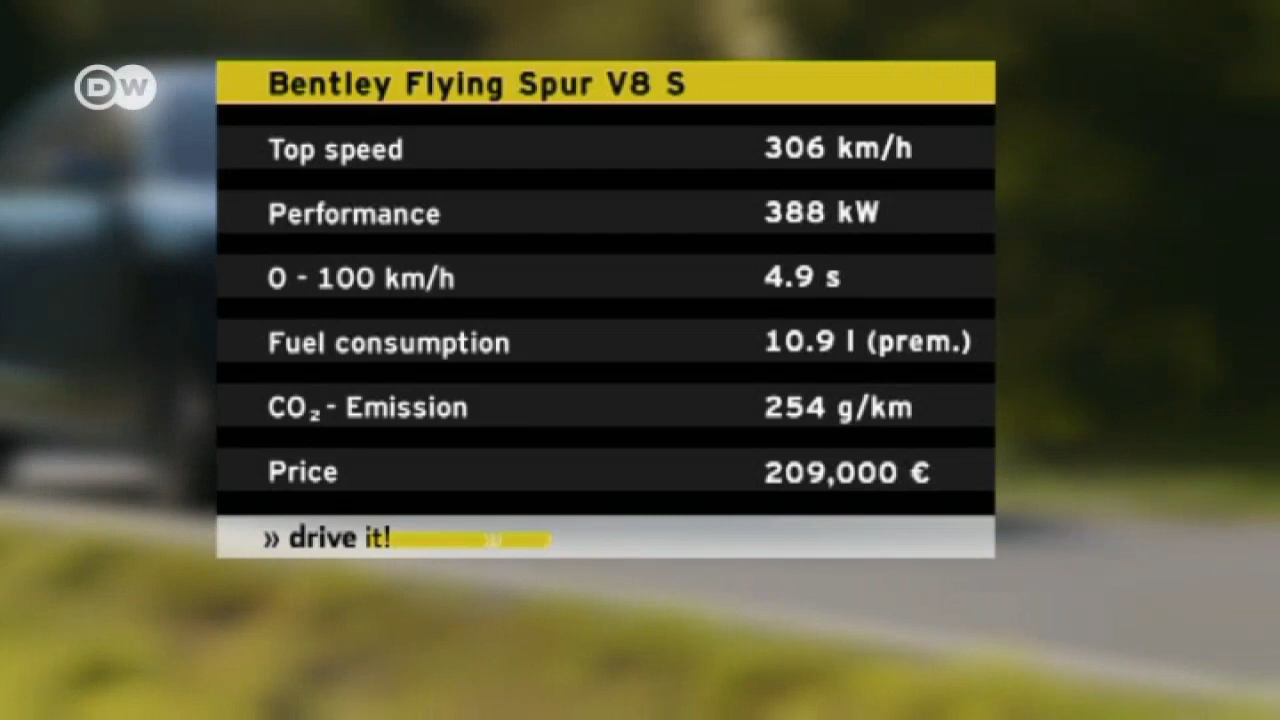 DW
Bentley Flying Spur V8 S
Top speed 306 km/h
Performance 388 kW
0 - 100 km/h 4.9 s
Fuel consumption 10.9 l (prem.)
CO₂ - Emission 254 g/km
Price 209,000 €
» drive it!